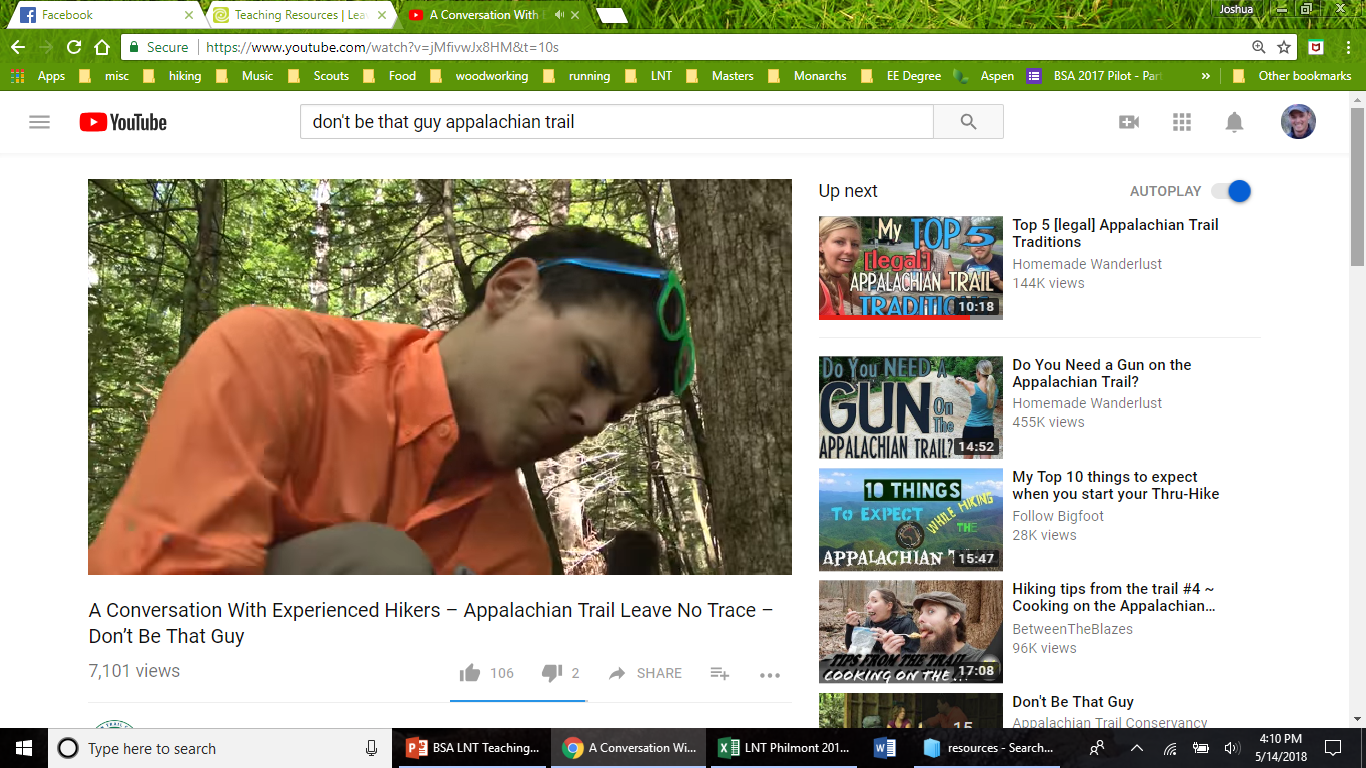 Facebook
Teaching Resources | Lea
A Conversation With
Joshua
Secure
https://www.youtube.com/watch?v=jMfivwJx8HM&t=10s
Apps
misc
hiking
Music
Scouts
Food
woodworking
running
LNT
Masters
Monarchs
EE Degree
Aspen
BSA 2017 Pilot - Part
»
Other bookmarks
YouTube
don't be that guy appalachian trail
Up next
AUTOPLAY
My TOP 5
[legal]
APPALACHIAN TRAIL
TRADITIONS
10:18
Top 5 [legal] Appalachian Trail
Traditions
Homemade Wanderlust
144K views
Do You NEED A
GUN On
The
APPALACHIAN TRAIL?
14:52
Do You Need a Gun on the
Appalachian Trail?
Homemade Wanderlust
455K views
10 THINGS
TO EXPECT
WHILE HIKING
THE
APPALACHIAN T
15:47
My Top 10 things to expect
when you start your Thru-Hike
Follow Bigfoot
28K views
- TIPS FROM THE TRAIL
COOKING ON THE...
17:08
Hiking tips from the trail #4 ~
Cooking on the Appalachian...
BetweenTheBlazes
96K views
15
Don't Be That Guy
Appalachian Trail Conservancy
A Conversation With Experienced Hikers – Appalachian Trail Leave No Trace –
Don’t Be That Guy
7,101 views
106
2
SHARE
Type here to search
BSA LNT Teaching...
A Conversation Wi...
LNT Philmont 201...
resources - Search...
4:10 PM
5/14/2018